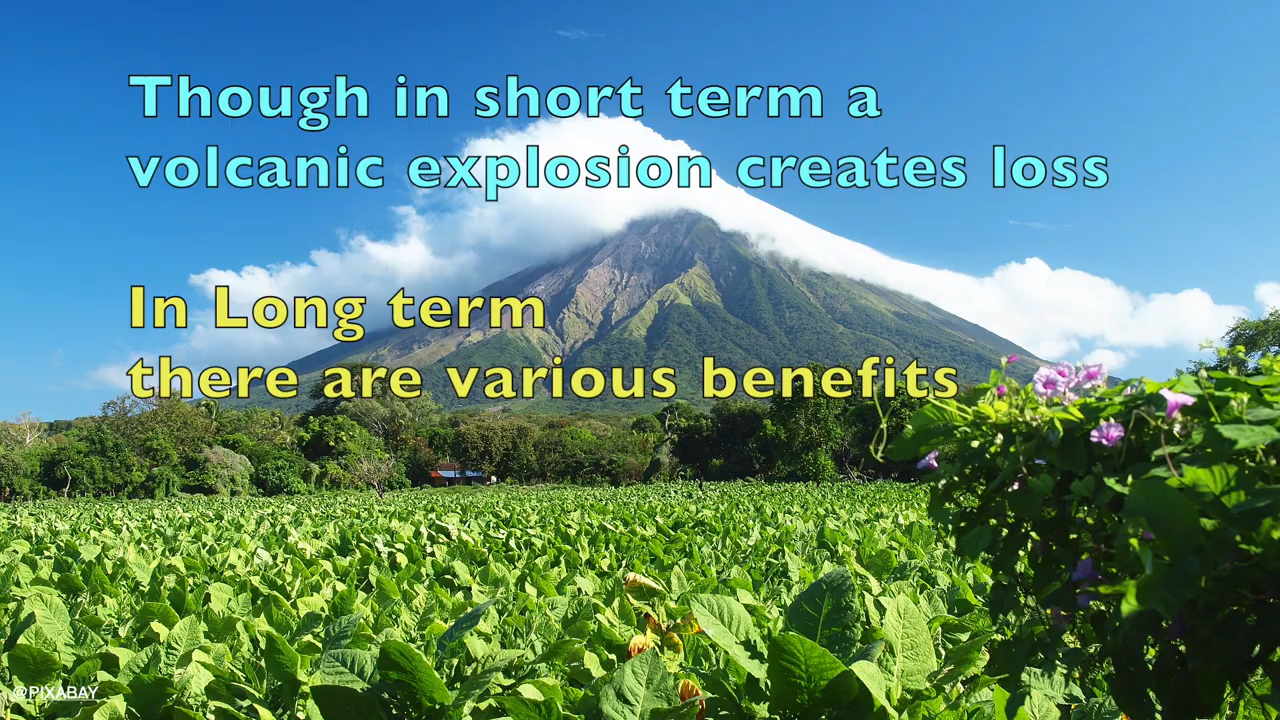 Though in short term a
volcanic explosion creates loss
In Long term
there are various benefits
@PIXABAY